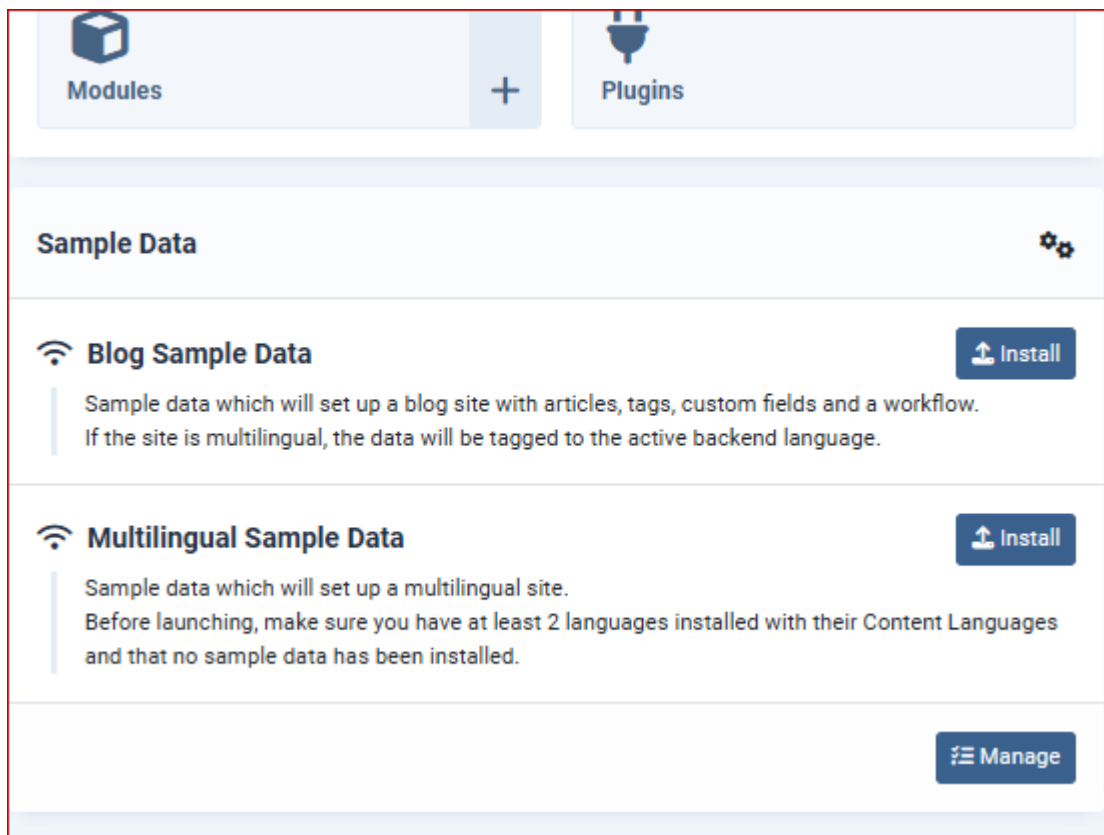 Modules
Plugins
Sample Data
Blog Sample Data
Install
Sample data which will set up a blog site with articles, tags, custom fields and a workflow.
If the site is multilingual, the data will be tagged to the active backend language.
Multilingual Sample Data
Install
Sample data which will set up a multilingual site.
Before launching, make sure you have at least 2 languages installed with their Content Languages
and that no sample data has been installed.
Manage